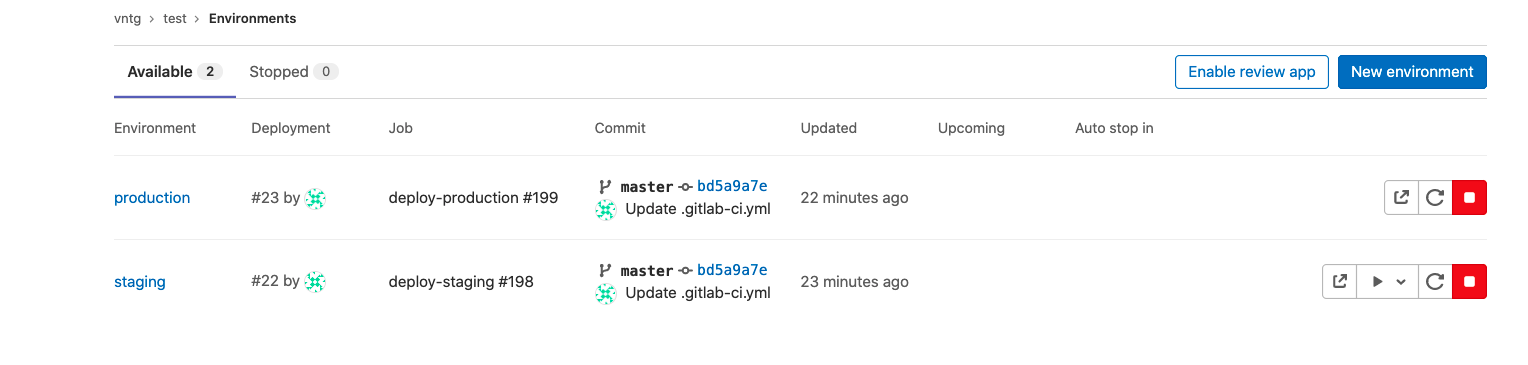 vntg > test > Environments
Available 2 Stopped 0 Enable review app New environment
Environment Deployment Job Commit Updated Upcoming Auto stop in
production #23 by deploy-production #199 master bd5a9a7e 22 minutes ago
Update .gitlab-ci.yml
staging #22 by deploy-staging #198 master bd5a9a7e 23 minutes ago
Update .gitlab-ci.yml